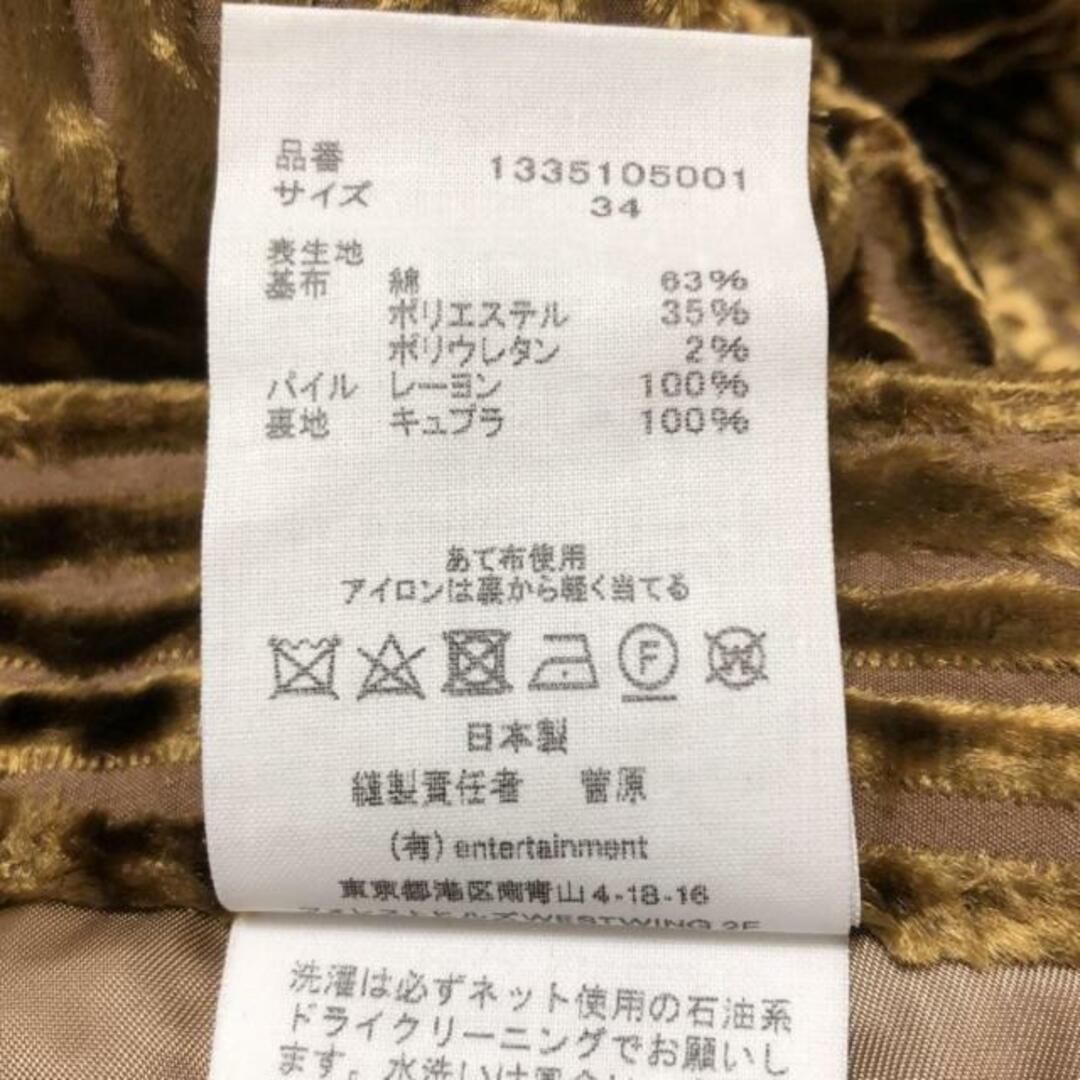 品番 1335105001
サイズ 34
表生地
基布 綿 63%
ポリエステル 35%
ポリウレタン 2%
パイル レーヨン 100%
裏地 キュプラ 100%
あて布使用
アイロンは裏から軽く当てる
F
W
日本製
縫製責任者 菅原
(有) entertainment
東京都港区南青山4-18-16
WESTWING 2F
洗濯は必ずネット使用の石油系
ドライクリーニングでお願いし
ます。水洗いは